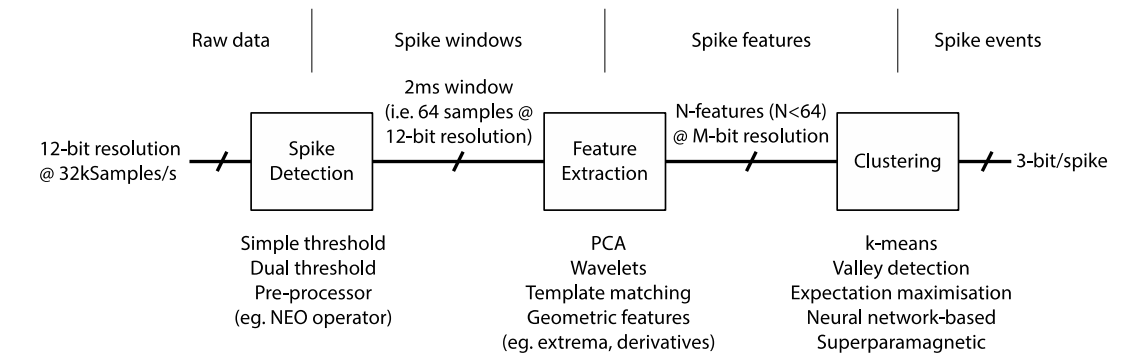 Raw data
Spike windows
Spike features
Spike events
12-bit resolution
@ 32kSamples/s
Spike
Detection
2ms window
(i.e. 64 samples @
12-bit resolution)
Feature
Extraction
N-features (N<64)
@ M-bit resolution
Clustering
3-bit/spike
Simple threshold
Dual threshold
Pre-processor
(eg. NEO operator)
PCA
Wavelets
Template matching
Geometric features
(eg. extrema, derivatives)
k-means
Valley detection
Expectation maximisation
Neural network-based
Superparamagnetic